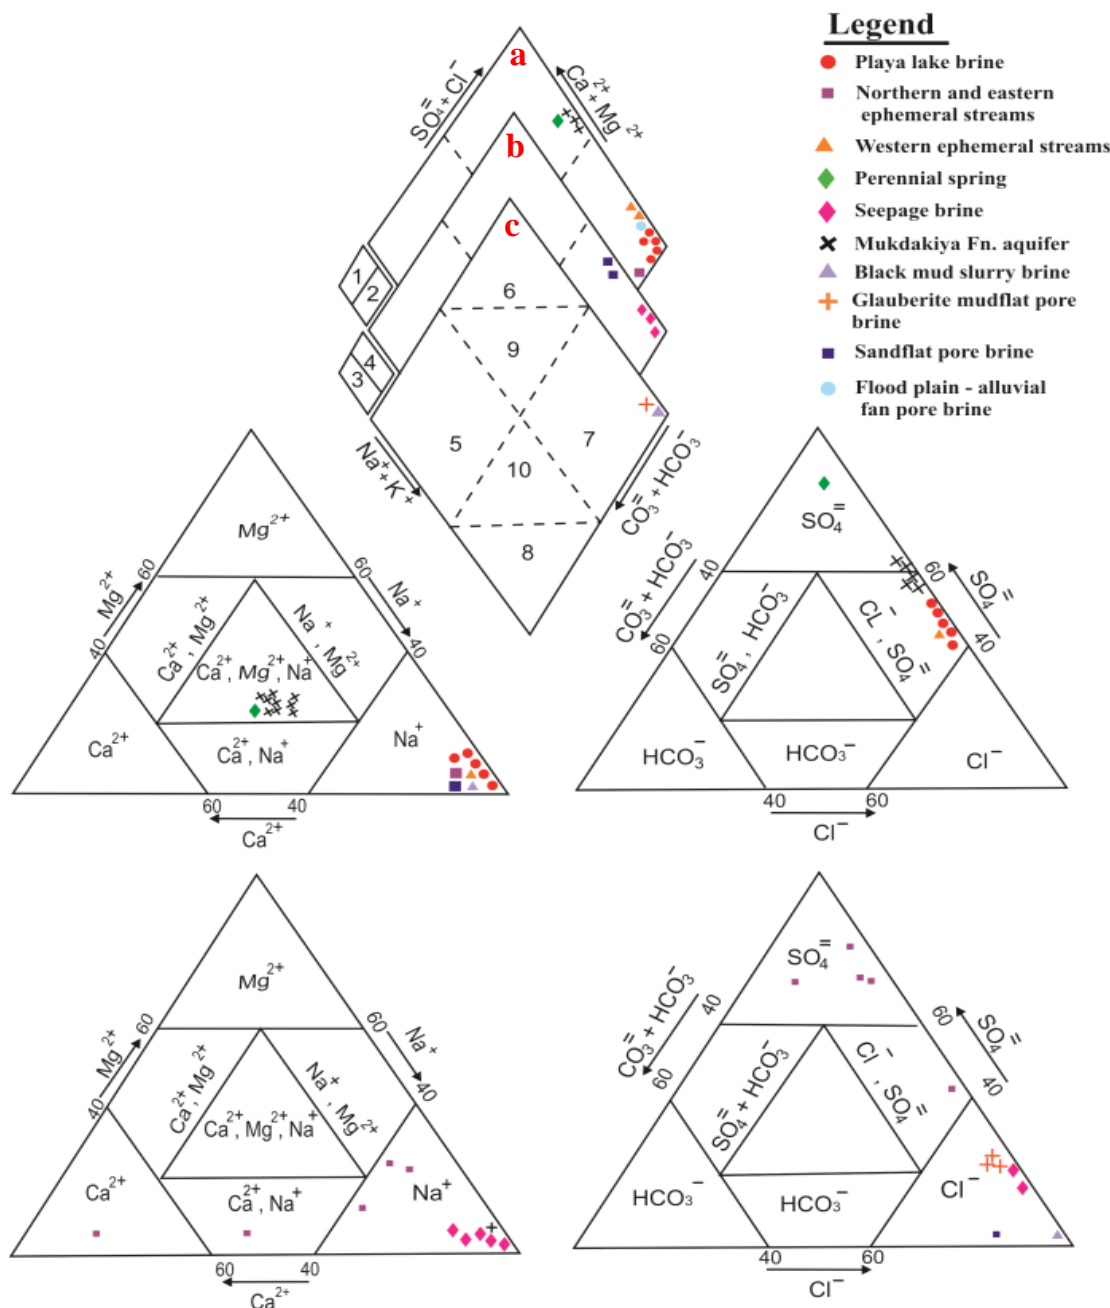 Legend
Playa lake brine
Northern and eastern
ephemeral streams
Western ephemeral streams
Perennial spring
Seepage brine
Mukdakiya Fn. aquifer
Black mud slurry brine
Glauberite mudflat pore
brine
Sandflat pore brine
Flood plain - alluvial
fan pore brine
a
b
c
SO₄⁼ + Cl⁻
Ca²⁺ + Mg²⁺
1
2
4
3
6
9
5
7
10
8
Na⁺ + K⁺
CO₃⁼ + HCO₃⁻
Mg²⁺
60
60
Mg²⁺
Na⁺
40
40
Ca²⁺, Mg²⁺
Na⁺, Mg²⁺
Ca²⁺, Mg²⁺, Na⁺
Ca²⁺
Ca²⁺, Na⁺
Na⁺
60
40
Ca²⁺
SO₄⁼
CO₃⁼ + HCO₃⁻
40
60
SO₄⁼
60
40
SO₄⁼, HCO₃⁻
CL⁻, SO₄⁼
HCO₃⁻
HCO₃⁻
Cl⁻
40
60
Cl⁻
Mg²⁺
60
60
Mg²⁺
Na⁺
40
40
Ca²⁺, Mg²⁺
Na⁺, Mg²⁺
Ca²⁺, Mg²⁺, Na⁺
Ca²⁺
Ca²⁺, Na⁺
Na⁺
60
40
Ca²⁺
SO₄⁼
CO₃⁼ + HCO₃⁻
40
60
SO₄⁼
60
40
SO₄⁼ + HCO₃⁻
Cl⁻, SO₄⁼
HCO₃⁻
HCO₃⁻
Cl⁻
40
60
Cl⁻